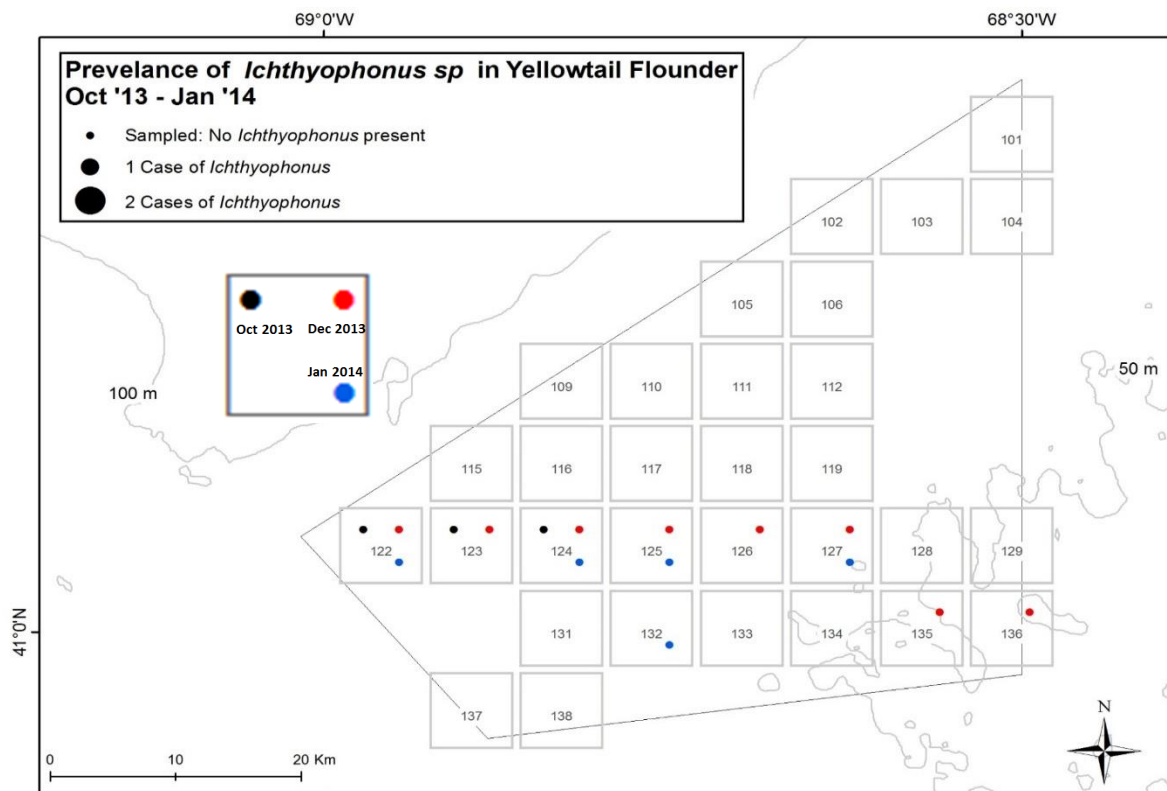 69°0'W
68°30'W
Prevelance of Ichthyophonus sp in Yellowtail Flounder
Oct '13 - Jan '14
Sampled: No Ichthyophonus present
1 Case of Ichthyophonus
2 Cases of Ichthyophonus
101
102
103
104
Oct 2013
Dec 2013
Jan 2014
105
106
100 m
50 m
109
110
111
112
115
116
117
118
119
122
123
124
125
126
127
128
129
41°0'N
131
132
133
134
135
136
137
138
N
0
10
20 Km